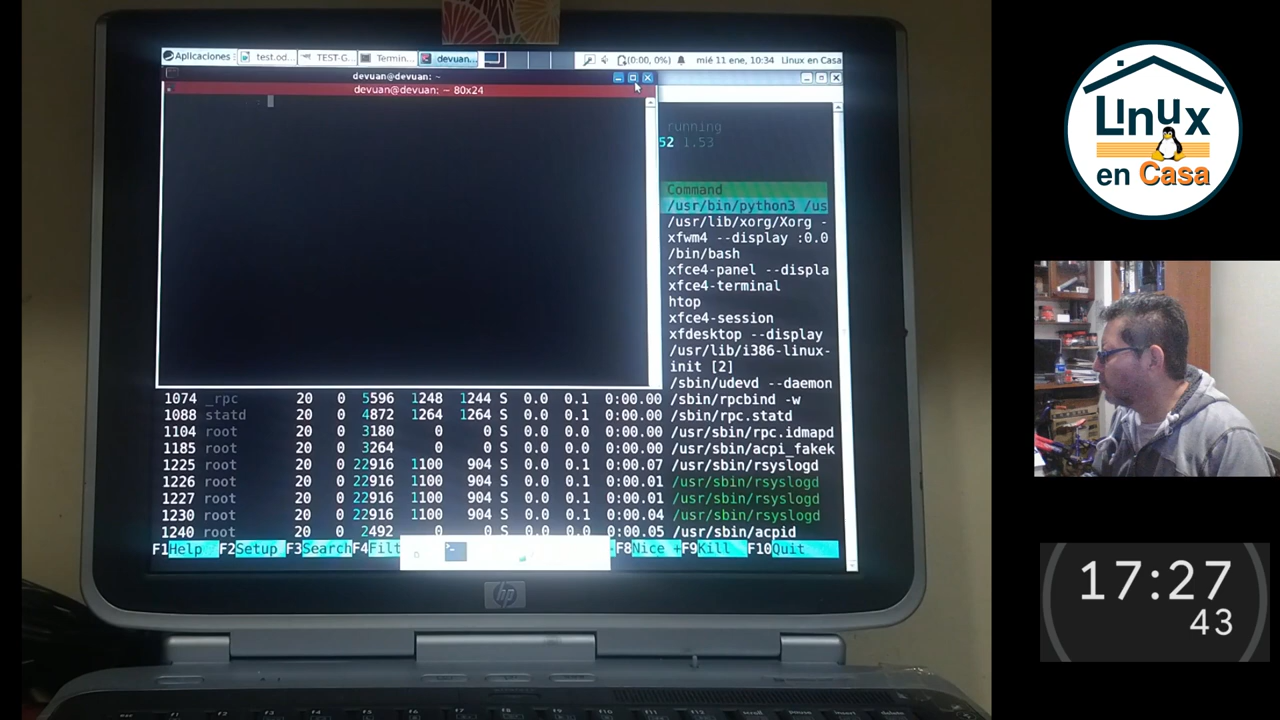 Aplicaciones test.od... TEST-G... Termin... devuan... (0:00, 0%) mié 11 ene, 10:34 Linux en Casa
devuan@devuan: ~
devuan@devuan: ~ 80x24
running
52 1.53
Command
/usr/bin/python3 /us
/usr/lib/xorg/Xorg -
xfwm4 --display :0.0
/bin/bash
xfce4-panel --displa
xfce4-terminal
htop
xfce4-session
xfdesktop --display
/usr/lib/i386-linux-
init [2]
/sbin/udevd --daemon
1074 _rpc 20 0 5596 1248 1244 S 0.0 0.1 0:00.00 /sbin/rpcbind -w
1088 statd 20 0 4872 1264 1264 S 0.0 0.1 0:00.00 /sbin/rpc.statd
1104 root 20 0 3180 0 0 S 0.0 0.0 0:00.00 /usr/sbin/rpc.idmapd
1185 root 20 0 3264 0 0 S 0.0 0.0 0:00.00 /usr/sbin/acpi_fakek
1225 root 20 0 22916 1100 904 S 0.0 0.1 0:00.07 /usr/sbin/rsyslogd
1226 root 20 0 22916 1100 904 S 0.0 0.1 0:00.01 /usr/sbin/rsyslogd
1227 root 20 0 22916 1100 904 S 0.0 0.1 0:00.01 /usr/sbin/rsyslogd
1230 root 20 0 22916 1100 904 S 0.0 0.1 0:00.04 /usr/sbin/rsyslogd
1240 root 20 0 2492 0 0 S 0.0 0.0 0:00.05 /usr/sbin/acpid
F1Help F2Setup F3Search F4Filt -F8Nice +F9Kill F10Quit
hp
Linux
en Casa
17:27
43